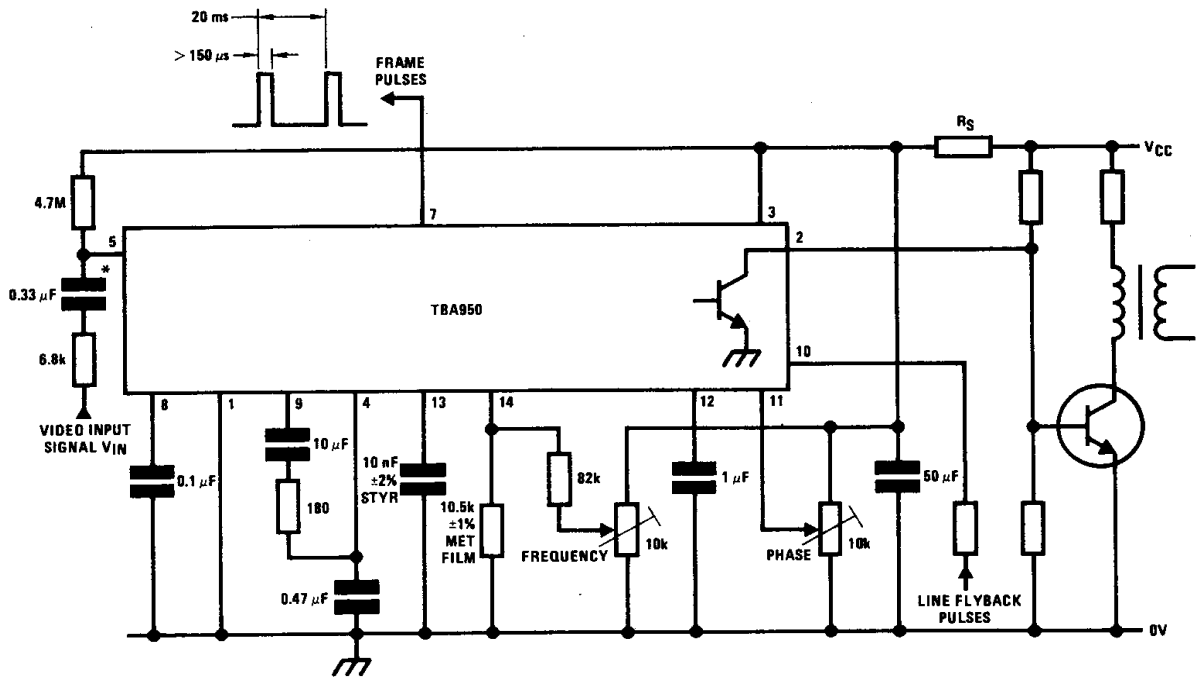 20 ms
> 150 μs
FRAME
PULSES
RS
VCC
4.7M
7
3
5
2
*
0.33 μF
TBA950
6.8k
10
8
1
9
4
13
14
12
11
VIDEO INPUT
SIGNAL VIN
10 μF
0.1 μF
10 nF
±2%
STYR
82k
1 μF
50 μF
180
10.5k
±1%
MET
FILM
FREQUENCY
10k
PHASE
10k
0.47 μF
LINE FLYBACK
PULSES
0V